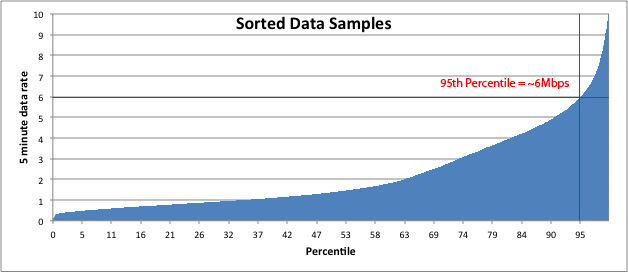 Sorted Data Samples
10
9
8
7
6
5
4
3
2
1
0
5 minute data rate
95th Percentile = ~6Mbps
0 5 11 16 21 26 32 37 42 47 53 58 63 69 74 79 84 90 95
Percentile